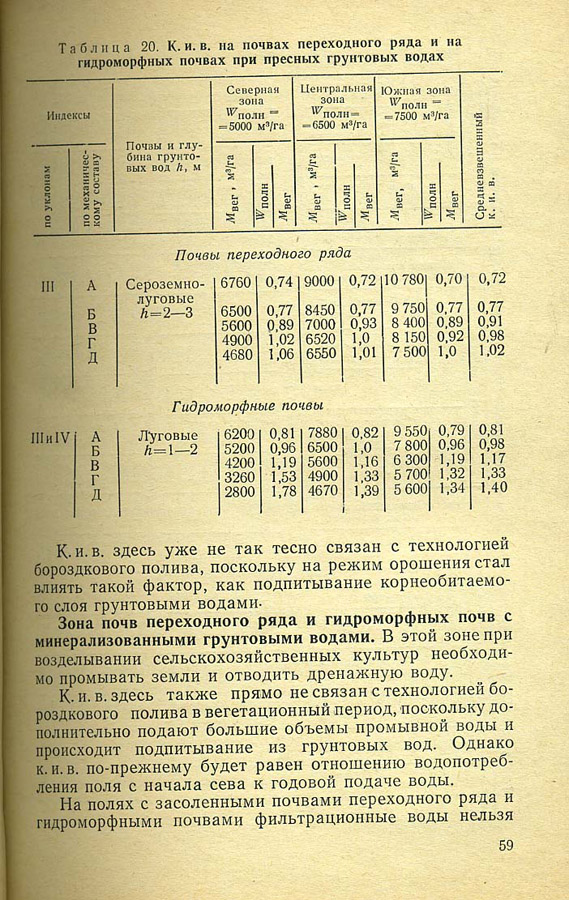 Таблица 20. К. и. в. на почвах переходного ряда и на
гидроморфных почвах при пресных грунтовых водах
Индексы
по уклонам
по механичес-
кому составу
Почвы и глу-
бина грунто-
вых вод h, м
Северная
зона
Wполн =
=5000 м³/га
Центральная
зона
Wполн=
=6500 м³/га
Южная зона
Wполн =
=7500 м³/га
Mвег , м³/га
Wполн
Mвег
Mвег , м³/га
Wполн
Mвег
Mвег, м³/га
Wполн
Mвег
Средневзвешенный
к. и. в.
Почвы переходного ряда
III А Сероземно- 6760 0,74 9000 0,72 10 780 0,70 0,72
луговые
Б h=2—3 6500 0,77 8450 0,77 9 750 0,77 0,77
В 5600 0,89 7000 0,93 8 400 0,89 0,91
Г 4900 1,02 6520 1,0 8 150 0,92 0,98
Д 4680 1,06 6550 1,01 7 500 1,0 1,02
Гидроморфные почвы
III и IV А Луговые 6200 0,81 7880 0,82 9 550 0,79 0,81
Б h=1—2 5200 0,96 6500 1,0 7 800 0,96 0,98
В 4200 1,19 5600 1,16 6 300 1,19 1,17
Г 3260 1,53 4900 1,33 5 700 1,32 1,33
Д 2800 1,78 4670 1,39 5 600 1,34 1,40
К. и. в. здесь уже не так тесно связан с технологией
бороздкового полива, поскольку на режим орошения стал
влиять такой фактор, как подпитывание корнеобитаемо-
го слоя грунтовыми водами.
Зона почв переходного ряда и гидроморфных почв с
минерализованными грунтовыми водами. В этой зоне при
возделывании сельскохозяйственных культур необходи-
мо промывать земли и отводить дренажную воду.
К. и. в. здесь также прямо не связан с технологией бо-
роздкового полива в вегетационный период, поскольку до-
полнительно подают большие объемы промывной воды и
происходит подпитывание из грунтовых вод. Однако
к. и. в. по-прежнему будет равен отношению водопотреб-
ления поля с начала сева к годовой подаче воды.
На полях с засоленными почвами переходного ряда и
гидроморфными почвами фильтрационные воды нельзя
59